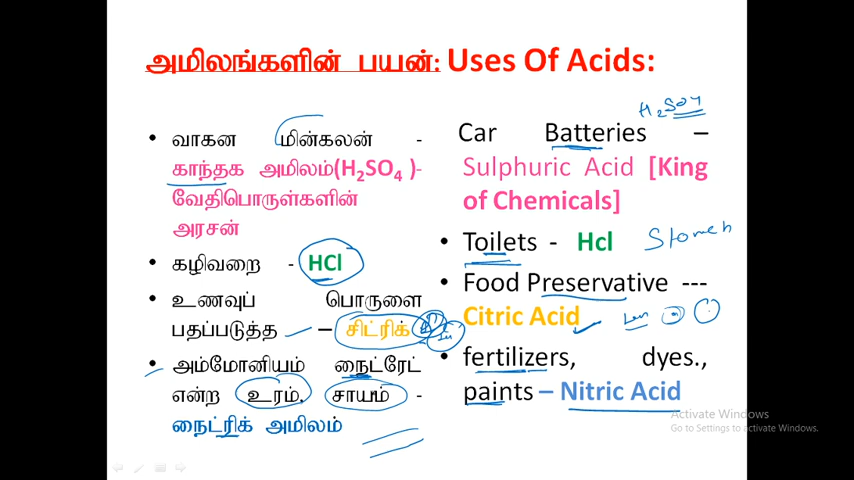 அமிலங்களின் பயன்: Uses Of Acids:
• வாகன மின்கலன் -
காந்தக அமிலம்(H₂SO₄ )-
வேதிபொருள்களின்
அரசன்
• கழிவறை - HCl
• உணவுப் பொருளை
பதப்படுத்த – சிட்ரிக்
• அம்மோனியம் நைட்ரேட்
என்ற உரம், சாயம் -
நைட்ரிக் அமிலம்
H₂SO4
Car Batteries –
Sulphuric Acid [King
of Chemicals]
• Toilets - Hcl
• Food Preservative ---
Citric Acid
• fertilizers, dyes.,
paints – Nitric Acid
Activate Windows
Go to Settings to activate Windows.